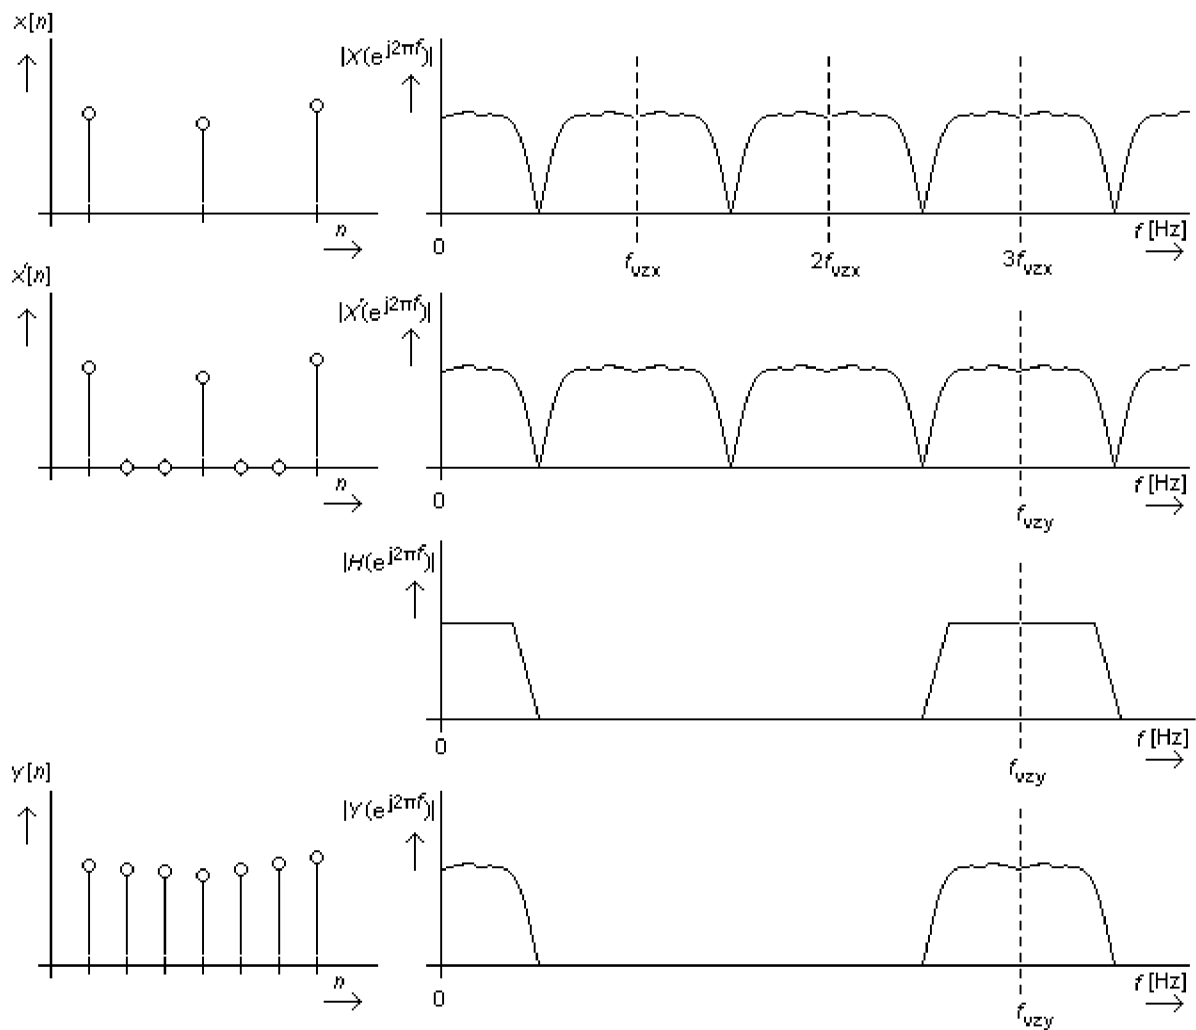 x[n]
|X(e^j2πf)|
n
0
f_vzx
2f_vzx
3f_vzx
f [Hz]
x'[n]
|X'(e^j2πf)|
n
0
f_vzy
f [Hz]
|H(e^j2πf)|
0
f_vzy
f [Hz]
y[n]
|Y(e^j2πf)|
n
0
f_vzy
f [Hz]